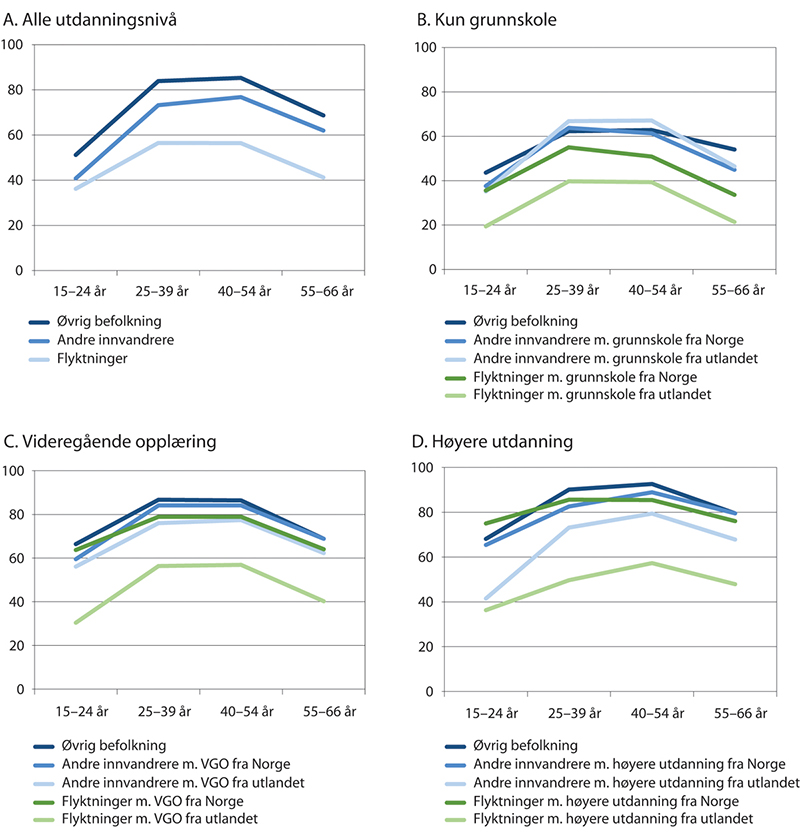 A. Alle utdanningsnivå
100
80
60
40
20
0
15–24 år 25–39 år 40–54 år 55–66 år
Øvrig befolkning
Andre innvandrere
Flyktninger
B. Kun grunnskole
100
80
60
40
20
0
15–24 år 25–39 år 40–54 år 55–66 år
Øvrig befolkning
Andre innvandrere m. grunnskole fra Norge
Andre innvandrere m. grunnskole fra utlandet
Flyktninger m. grunnskole fra Norge
Flyktninger m. grunnskole fra utlandet
C. Videregående opplæring
100
80
60
40
20
0
15–24 år 25–39 år 40–54 år 55–66 år
Øvrig befolkning
Andre innvandrere m. VGO fra Norge
Andre innvandrere m. VGO fra utlandet
Flyktninger m. VGO fra Norge
Flyktninger m. VGO fra utlandet
D. Høyere utdanning
100
80
60
40
20
0
15–24 år 25–39 år 40–54 år 55–66 år
Øvrig befolkning
Andre innvandrere m. høyere utdanning fra Norge
Andre innvandrere m. høyere utdanning fra utlandet
Flyktninger m. høyere utdanning fra Norge
Flyktninger m. høyere utdanning fra utlandet